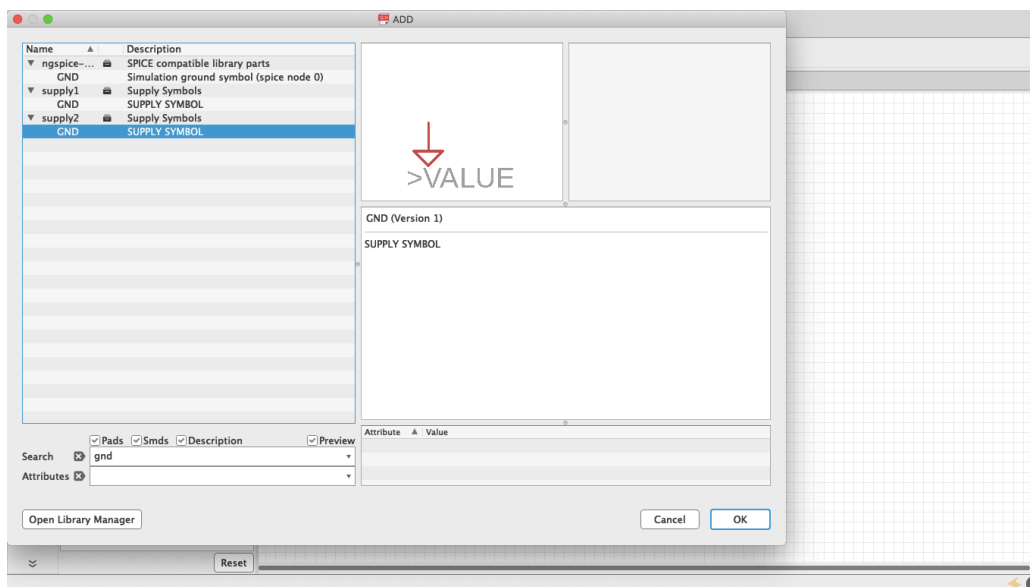 ADD
Name Description
ngspice-... SPICE compatible library parts
GND Simulation ground symbol (spice node 0)
supply1 Supply Symbols
GND SUPPLY SYMBOL
supply2 Supply Symbols
GND SUPPLY SYMBOL
>VALUE
GND (Version 1)
SUPPLY SYMBOL
Attribute Value
Pads Smds Description Preview
Search gnd
Attributes
Open Library Manager Cancel OK
Reset